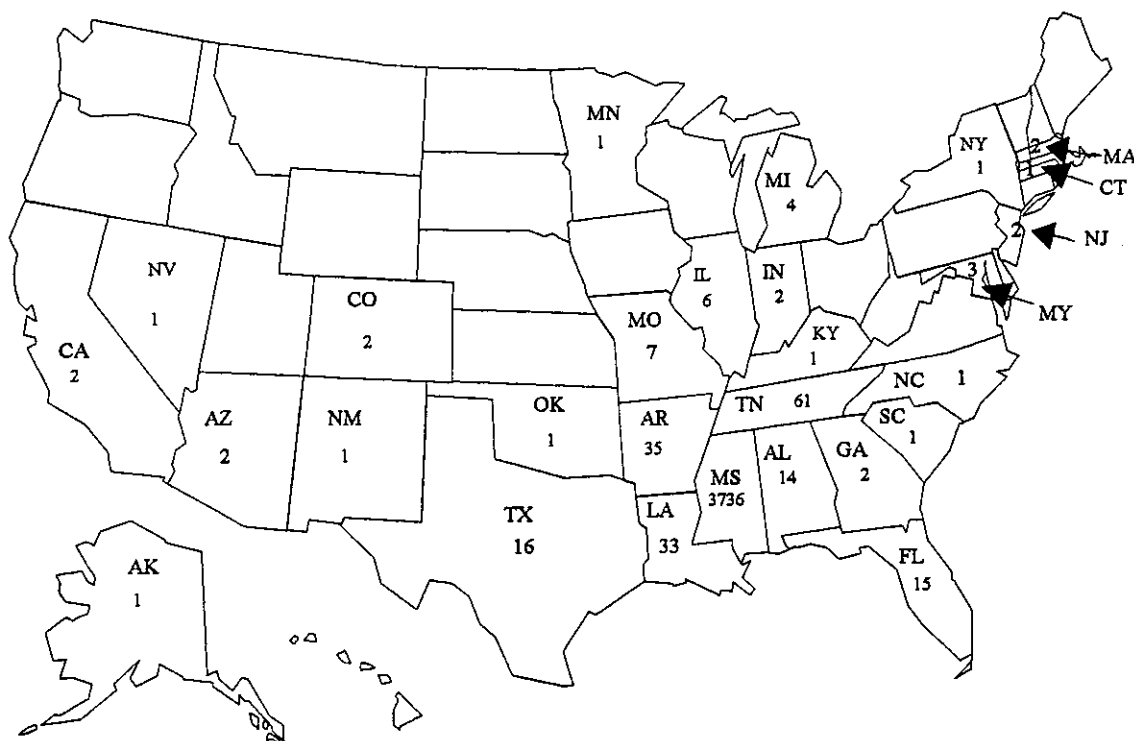 MN
1
NY
1
2
MA
1
CT
MI
4
2
NJ
NV
1
CO
2
IL
6
IN
2
3
MY
MO
7
KY
1
CA
2
AZ
2
NM
1
OK
1
AR
35
TN 61
NC 1
SC
1
MS
3736
AL
14
GA
2
TX
16
LA
33
FL
15
AK
1